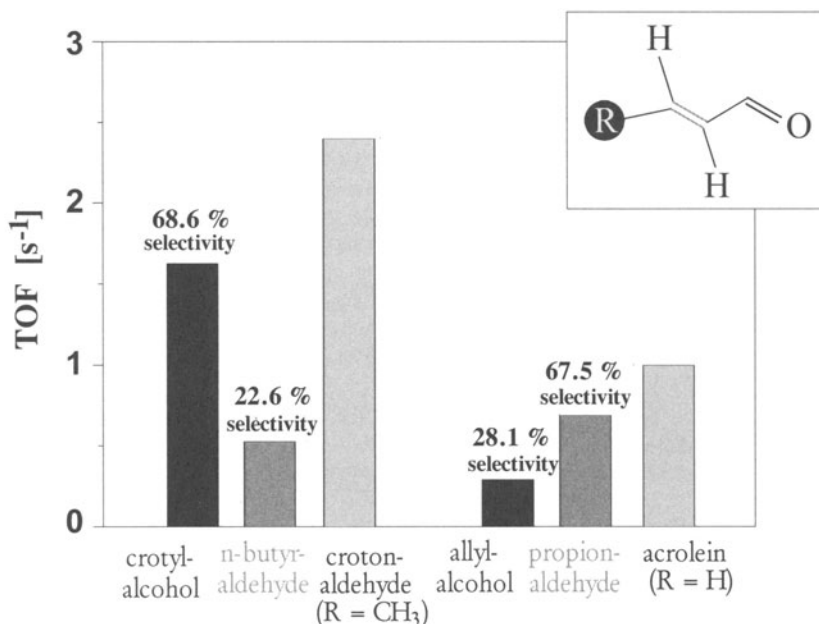 3
2
1
0
TOF [s⁻¹]
H
R
O
H
68.6 %
selectivity
22.6 %
selectivity
28.1 %
selectivity
67.5 %
selectivity
crotyl-
alcohol
n-butyr-
aldehyde
croton-
aldehyde
(R = CH₃)
allyl-
alcohol
propion-
aldehyde
acrolein
(R = H)